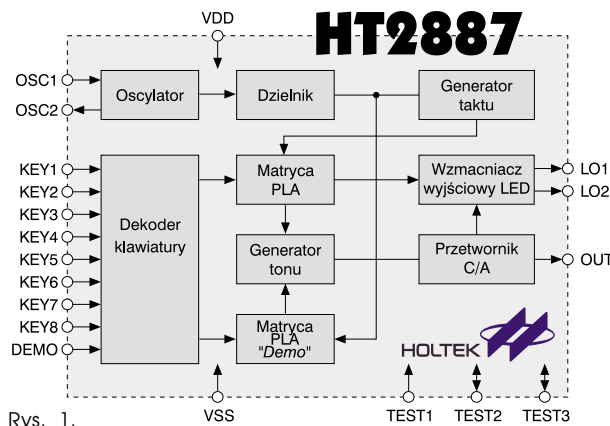 HT2887
VDD
OSC1
OSC2
Oscylator
Dzielnik
Generator
taktu
KEY1
KEY2
KEY3
KEY4
KEY5
KEY6
KEY7
KEY8
DEMO
Dekoder
klawiatury
Matryca
PLA
Wzmacniacz
wyjściowy LED
LO1
LO2
Generator
tonu
Przetwornik
C/A
OUT
Matryca
PLA
"Demo"
HOLTEK
VSS
TEST1
TEST2
TEST3
Rys. 1.